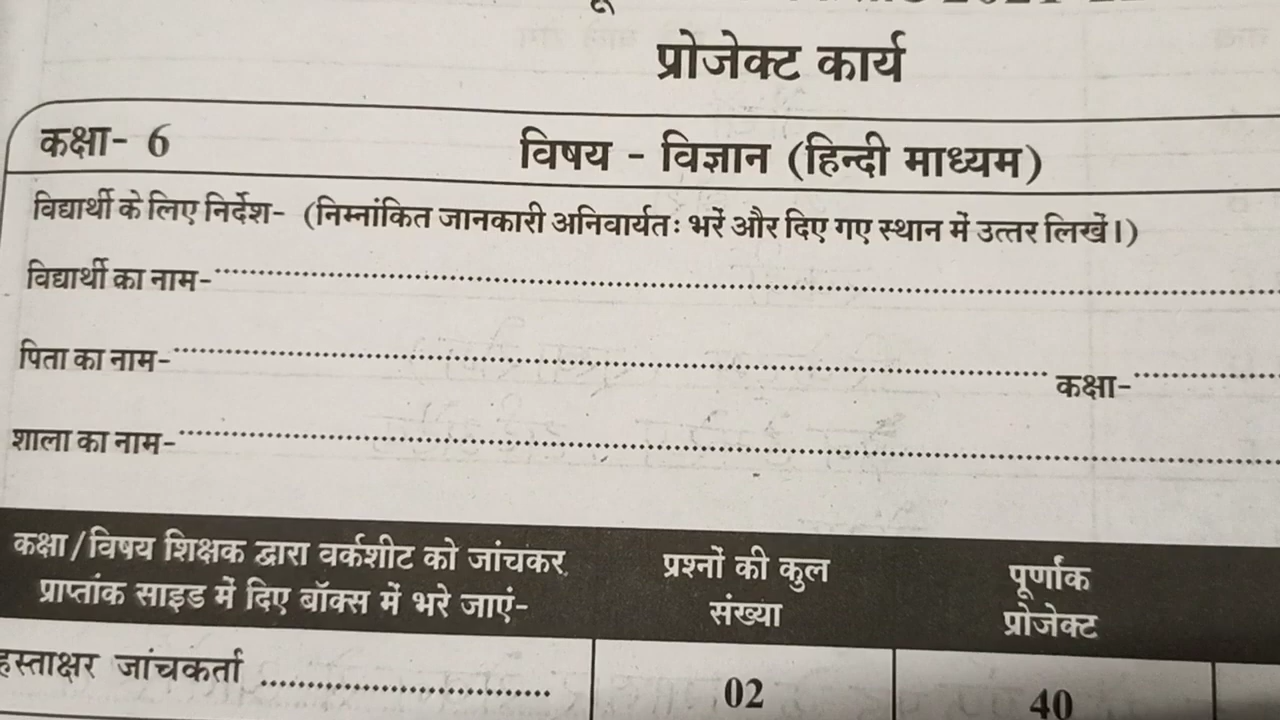 प्रोजेक्ट कार्य
कक्षा- 6 विषय - विज्ञान (हिन्दी माध्यम)
विद्यार्थी के लिए निर्देश- (निम्नांकित जानकारी अनिवार्यतः भरें और दिए गए स्थान में उत्तर लिखें।)
विद्यार्थी का नाम-
पिता का नाम- कक्षा-
शाला का नाम-
कक्षा/विषय शिक्षक द्वारा वर्कशीट को जांचकर
प्राप्तांक साइड में दिए बॉक्स में भरे जाएं-
प्रश्नों की कुल
संख्या
पूर्णांक
प्रोजेक्ट
हस्ताक्षर जांचकर्ता 02 40